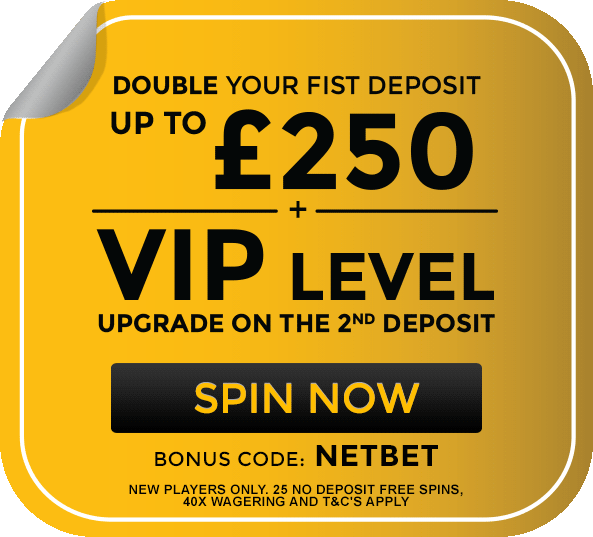 DOUBLE YOUR FIST DEPOSIT
UP TO £250
+
VIP LEVEL
UPGRADE ON THE 2ND DEPOSIT
SPIN NOW
BONUS CODE: NETBET
NEW PLAYERS ONLY. 25 NO DEPOSIT FREE SPINS,
40X WAGERING AND T&C'S APPLY